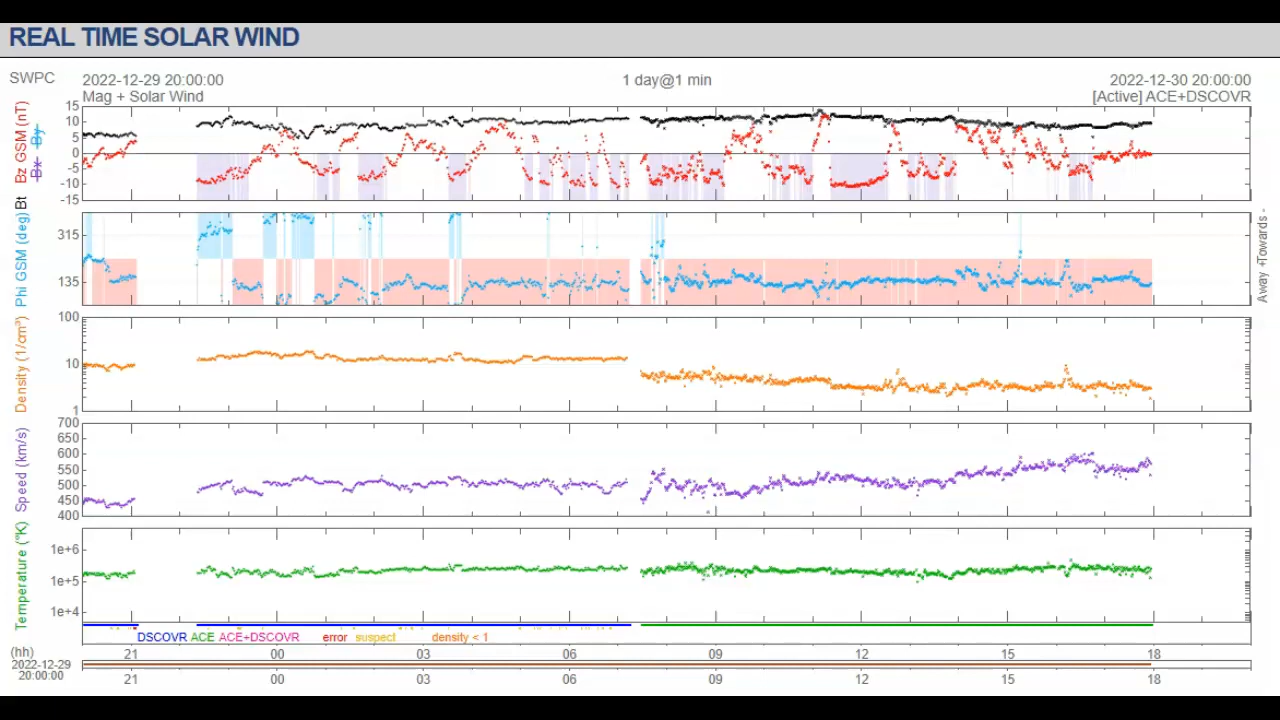 REAL TIME SOLAR WIND
SWPC
2022-12-29 20:00:00
1 day@1 min
2022-12-30 20:00:00
Mag + Solar Wind
[Active] ACE+DSCOVR
Bt Bz GSM (nT)
Bx By
15
10
5
0
-5
-10
-15
Phi GSM (deg)
315
135
Away + Towards -
Density (1/cm³)
100
10
1
Speed (km/s)
700
650
600
550
500
450
400
Temperature (°K)
1e+6
1e+5
1e+4
DSCOVR ACE ACE+DSCOVR error suspect density < 1
(hh)
21 00 03 06 09 12 15 18
2022-12-29
20:00:00
21 00 03 06 09 12 15 18